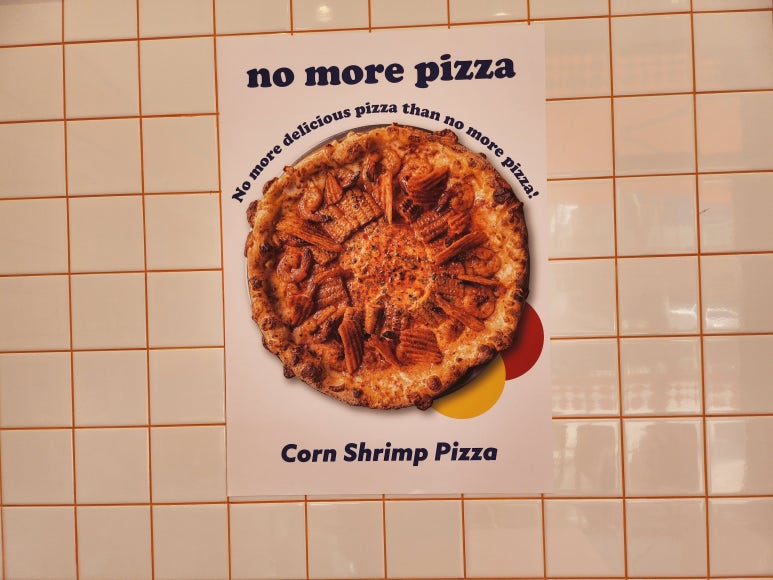 no more pizza
No more delicious pizza than no more pizza!
Corn Shrimp Pizza